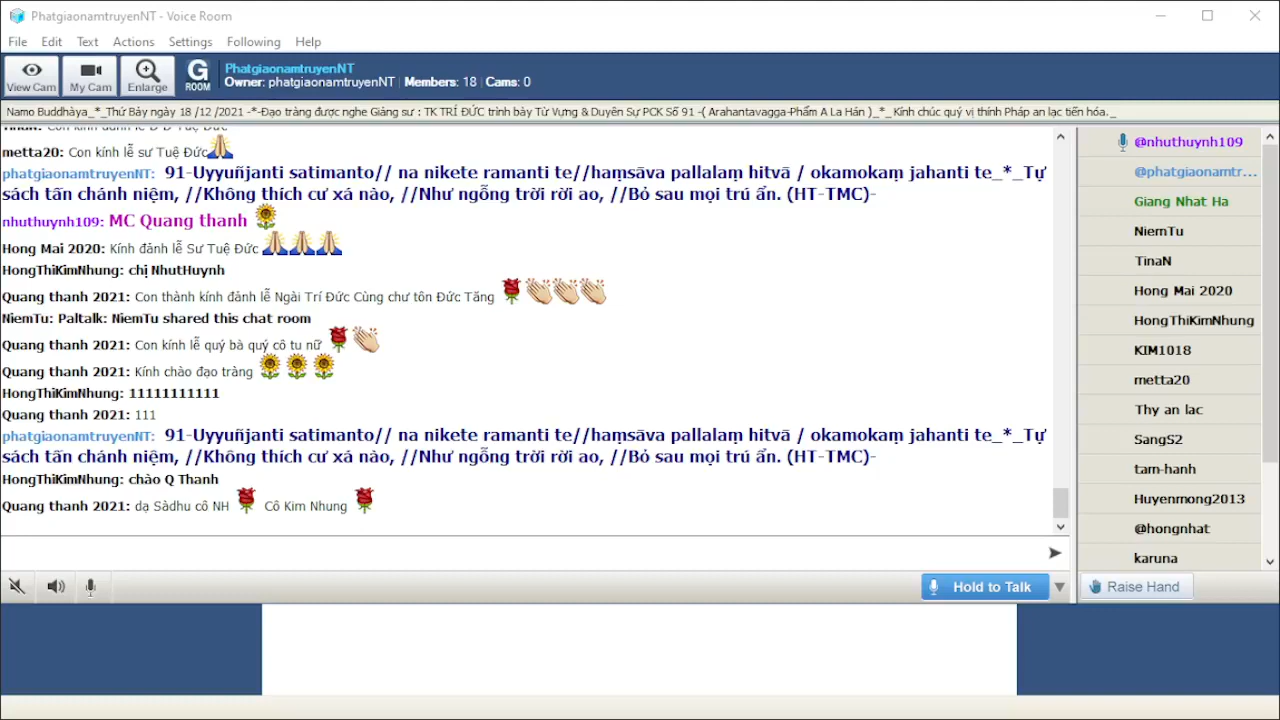 PhatgiaonamtruyenNT - Voice Room
File Edit Text Actions Settings Following Help
View Cam My Cam Enlarge G ROOM
PhatgiaonamtruyenNT
Owner: phatgiaonamtruyenNT Members: 18 Cams: 0
Namo Buddhàya_*_Thứ Bảy ngày 18 /12 /2021 -*-Đạo tràng được nghe Giảng sư : TK TRÍ ĐỨC trình bày Từ Vựng & Duyên Sự PCK Số 91 -( Arahantavagga-Phẩm A La Hán )_*_ Kính chúc quý vị thính Pháp an lạc tiến hóa._
metta20: Con kính lễ sư Tuệ Đức
phatgiaonamtruyenNT: 91-Uyyuñjanti satimanto// na nikete ramanti te//haṃsāva pallalaṃ hitvā / okamokaṃ jahanti te_*_Tự
sách tấn chánh niệm, //Không thích cư xá nào, //Như ngỗng trời rời ao, //Bỏ sau mọi trú ẩn. (HT-TMC)-
nhuthuynh109: MC Quang thanh
Hong Mai 2020: Kính đảnh lễ Sư Tuệ Đức
HongThiKimNhung: chị NhutHuynh
Quang thanh 2021: Con thành kính đảnh lễ Ngài Trí Đức Cùng chư tôn Đức Tăng
NiemTu: Paltalk: NiemTu shared this chat room
Quang thanh 2021: Con kính lễ quý bà quý cô tu nữ
Quang thanh 2021: Kính chào đạo tràng
HongThiKimNhung: 11111111111
Quang thanh 2021: 111
phatgiaonamtruyenNT: 91-Uyyuñjanti satimanto// na nikete ramanti te//haṃsāva pallalaṃ hitvā / okamokaṃ jahanti te_*_Tự
sách tấn chánh niệm, //Không thích cư xá nào, //Như ngỗng trời rời ao, //Bỏ sau mọi trú ẩn. (HT-TMC)-
HongThiKimNhung: chào Q Thanh
Quang thanh 2021: dạ Sàdhu cô NH Cô Kim Nhung
@nhuthuynh109
@phatgiaonamtr...
Giang Nhat Ha
NiemTu
TinaN
Hong Mai 2020
HongThiKimNhung
KIM1018
metta20
Thy an lac
SangS2
tam-hanh
Huyenmong2013
@hongnhat
karuna
Hold to Talk
Raise Hand